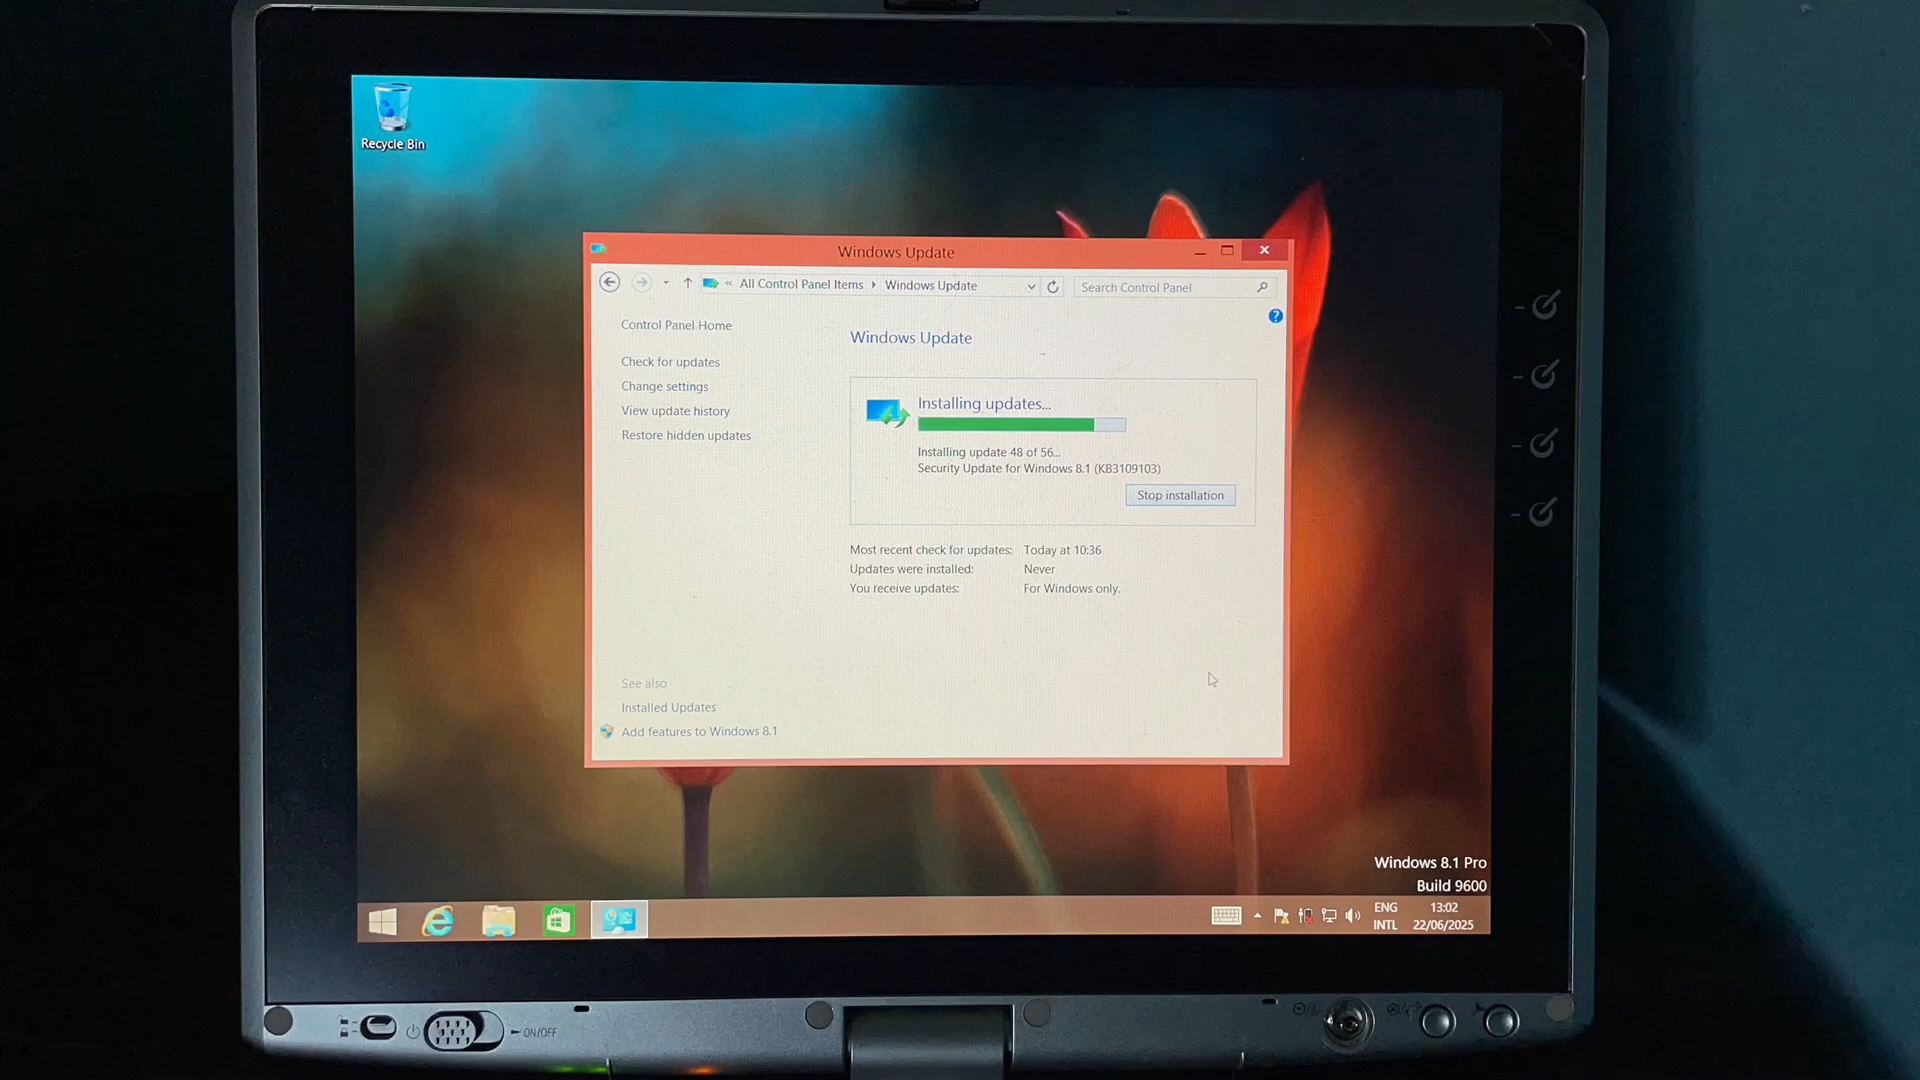 Recycle Bin
Windows Update
« All Control Panel Items Windows Update
Search Control Panel
Control Panel Home
Check for updates
Change settings
View update history
Restore hidden updates
Windows Update
Installing updates...
Installing update 48 of 56...
Security Update for Windows 8.1 (KB3109103)
Stop installation
Most recent check for updates: Today at 10:36
Updates were installed: Never
You receive updates: For Windows only.
See also
Installed Updates
Add features to Windows 8.1
Windows 8.1 Pro
Build 9600
ENG
INTL
13:02
22/06/2025
ON/OFF